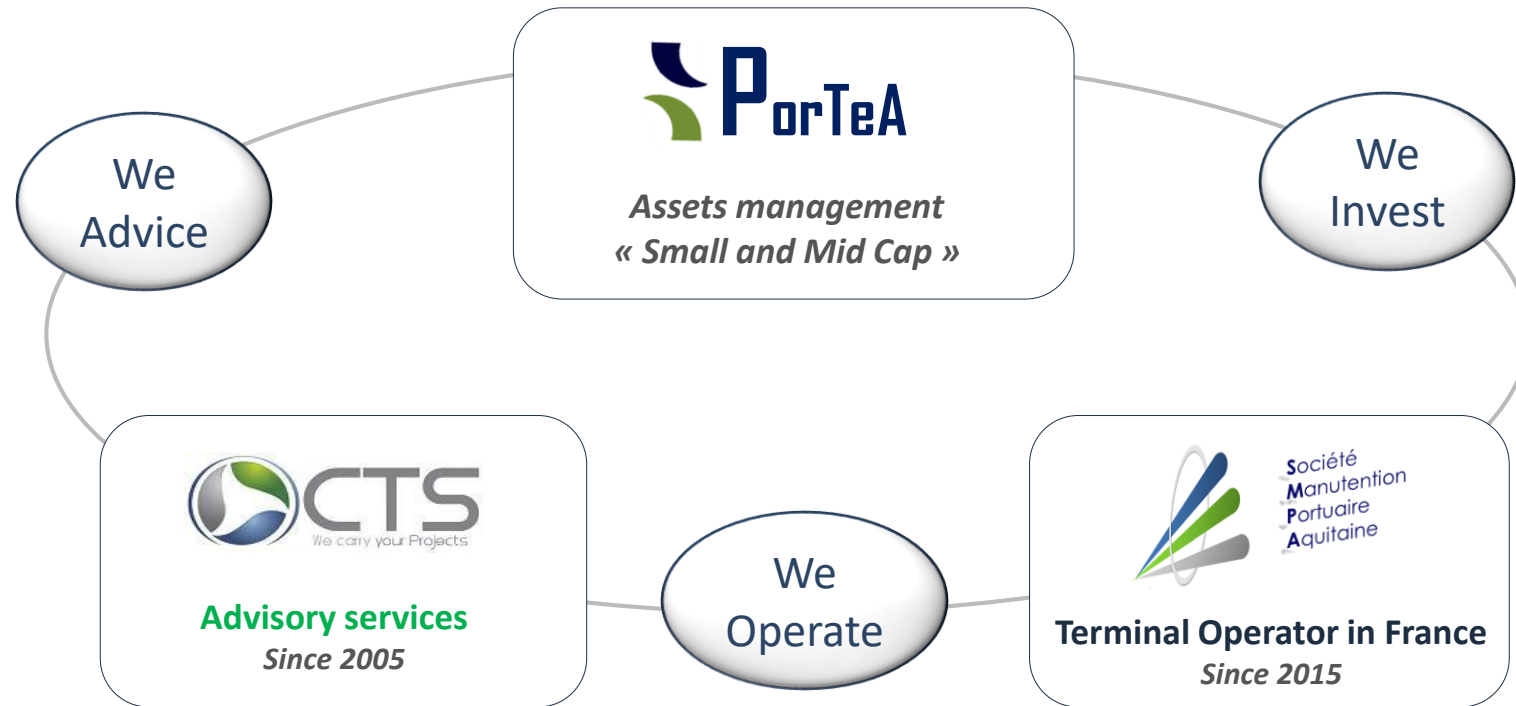 PorTeA
Assets management
« Small and Mid Cap »
We
Advice
We
Invest
CTS
We carry your Projects
Advisory services
Since 2005
We
Operate
Société
Manutention
Portuaire
Aquitaine
Terminal Operator in France
Since 2015